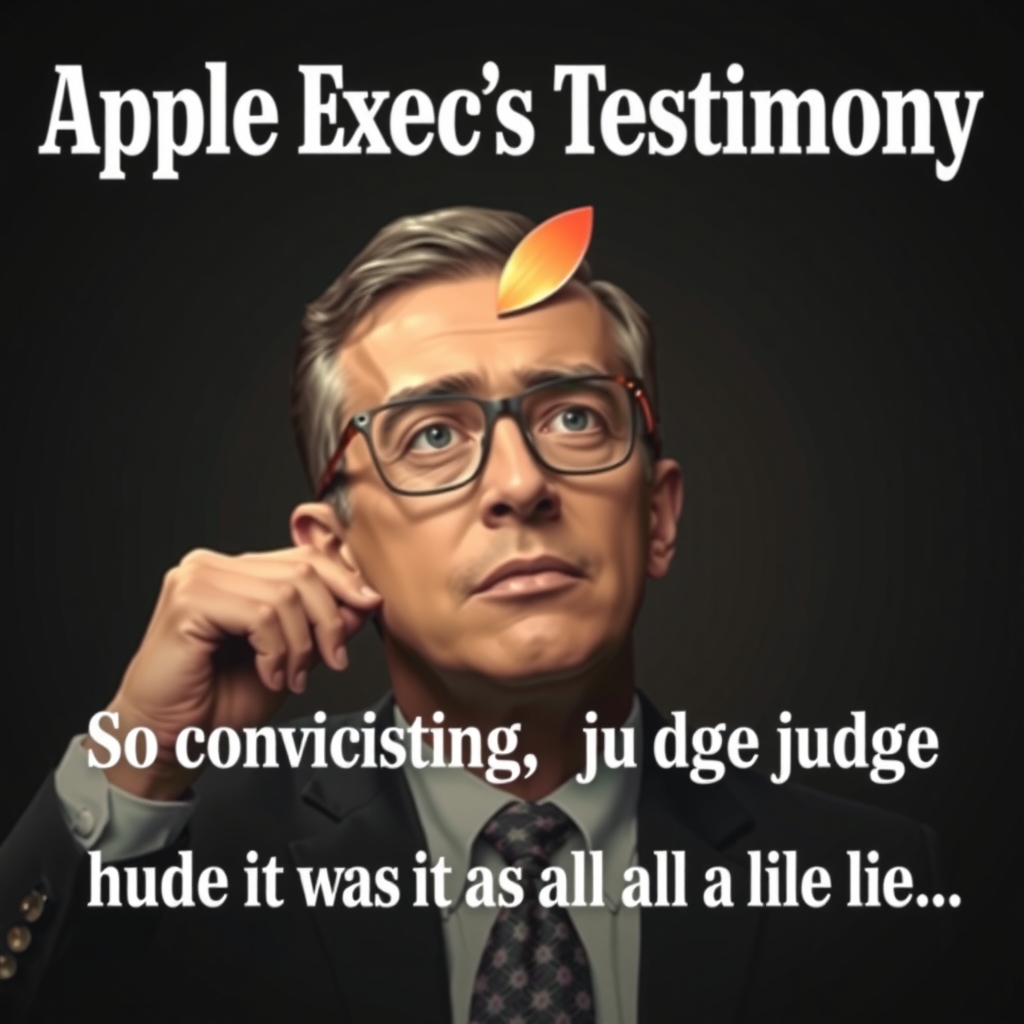 Apple Exec’s Testimony
So convicisting, ju dge judge
hude it was it as all all a lile lie...